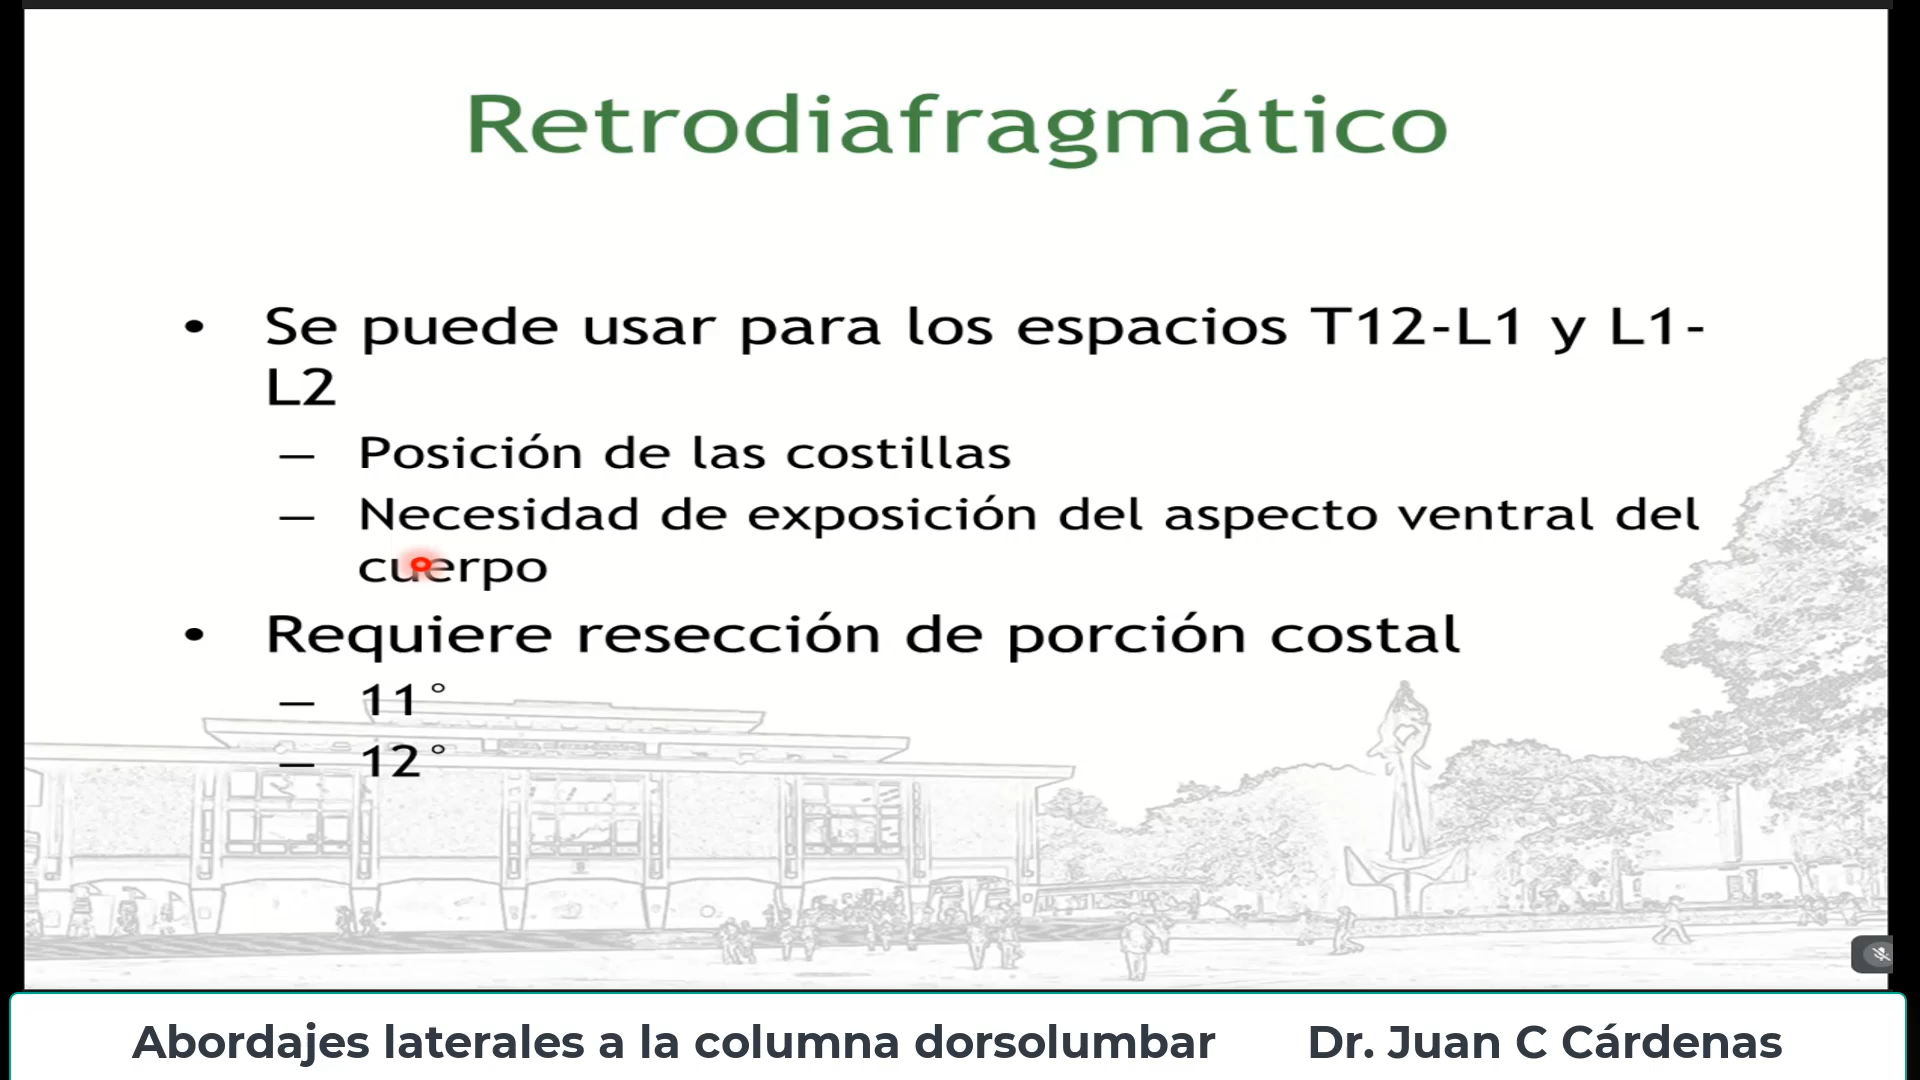 Retrodiafragmático
• Se puede usar para los espacios T12-L1 y L1-
L2
– Posición de las costillas
– Necesidad de exposición del aspecto ventral del
cuerpo
• Requiere resección de porción costal
– 11°
– 12°
Abordajes laterales a la columna dorsolumbar Dr. Juan C Cárdenas